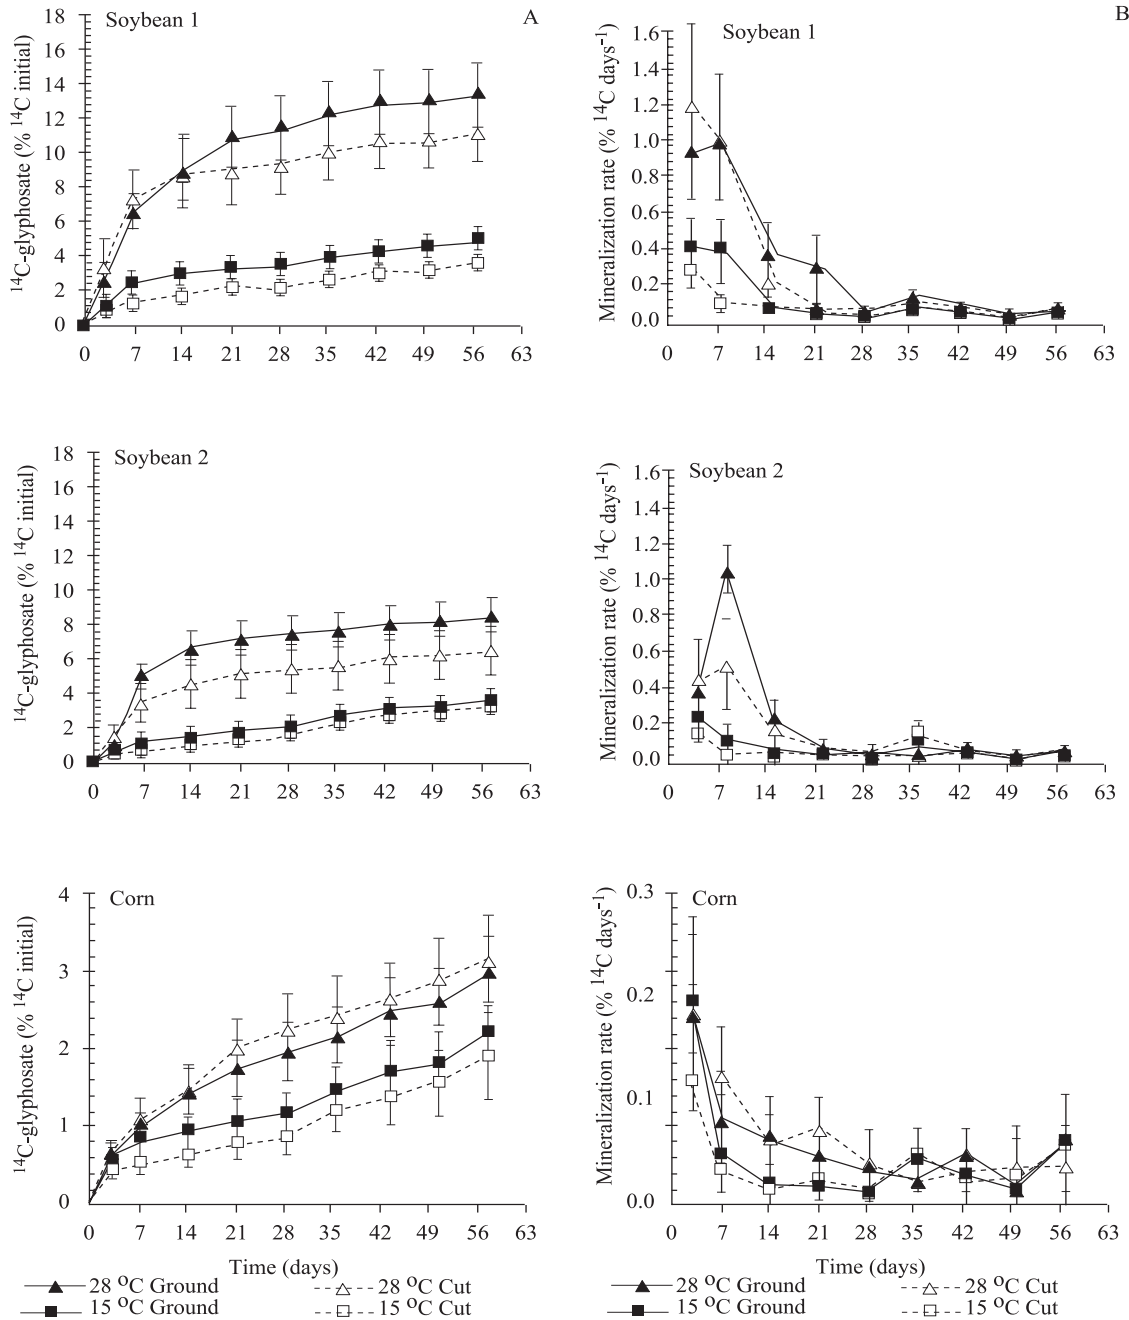 A
Soybean 1
¹⁴C-glyphosate (% ¹⁴C initial)
18
16
14
12
10
8
6
4
2
0
0 7 14 21 28 35 42 49 56 63
B
Soybean 1
Mineralization rate (% ¹⁴C days⁻¹)
1.6
1.4
1.2
1.0
0.8
0.6
0.4
0.2
0.0
0 7 14 21 28 35 42 49 56 63
Soybean 2
¹⁴C-glyphosate (% ¹⁴C initial)
18
16
14
12
10
8
6
4
2
0
0 7 14 21 28 35 42 49 56 63
Soybean 2
Mineralization rate (% ¹⁴C days⁻¹)
1.6
1.4
1.2
1.0
0.8
0.6
0.4
0.2
0.0
0 7 14 21 28 35 42 49 56 63
Corn
¹⁴C-glyphosate (% ¹⁴C initial)
4
3
2
1
0
0 7 14 21 28 35 42 49 56 63
Time (days)
28 ºC Ground 28 ºC Cut
15 ºC Ground 15 ºC Cut
Corn
Mineralization rate (% ¹⁴C days⁻¹)
0.3
0.2
0.1
0.0
0 7 14 21 28 35 42 49 56 63
Time (days)
28 ºC Ground 28 ºC Cut
15 ºC Ground 15 ºC Cut